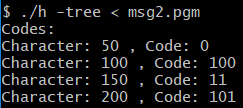 $ ./h -tree < msg2.pgm
Codes:
Character: 50 , Code: 0
Character: 100 , Code: 100
Character: 150 , Code: 11
Character: 200 , Code: 101